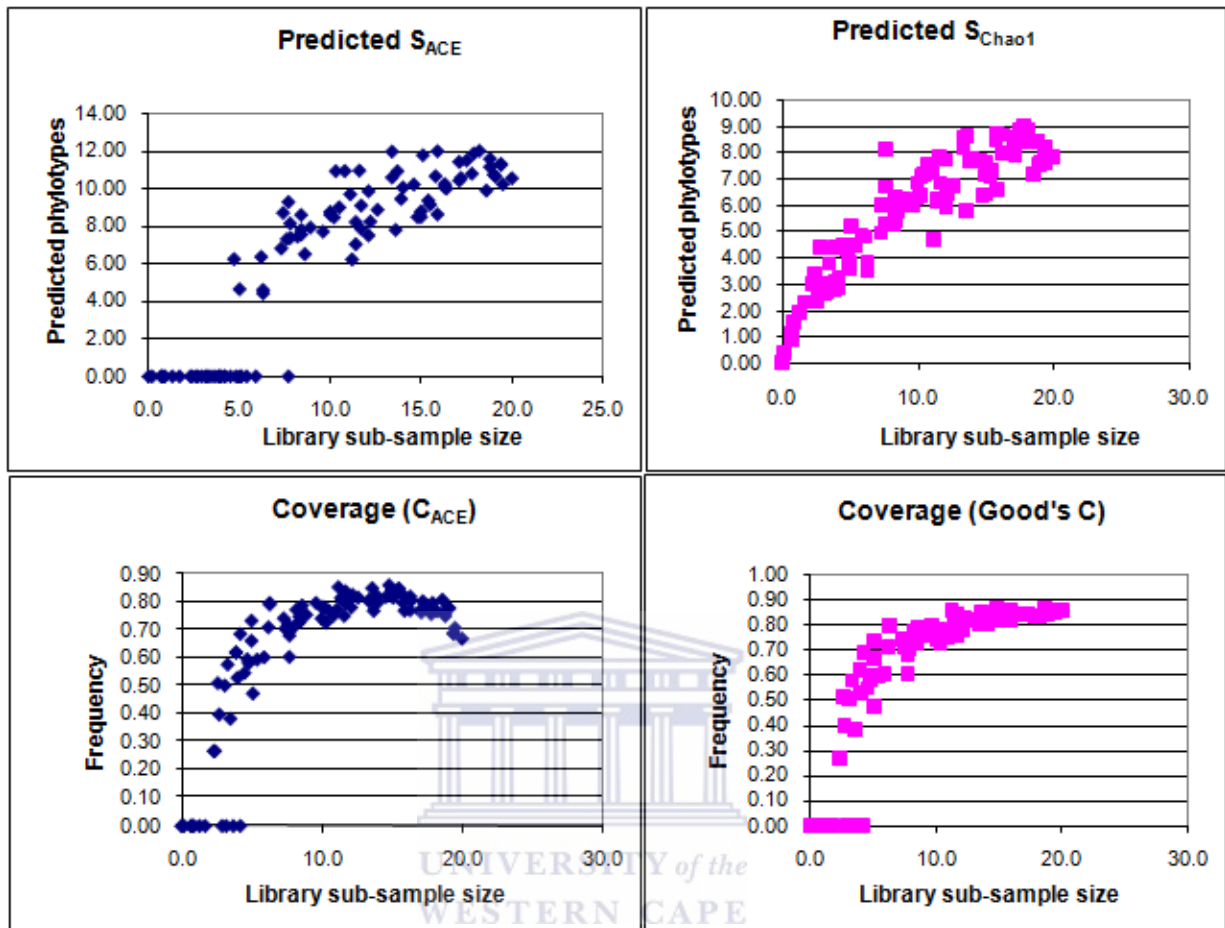 Predicted SACE
Predicted phylotypes
14.00
12.00
10.00
8.00
6.00
4.00
2.00
0.00
0.0 5.0 10.0 15.0 20.0 25.0
Library sub-sample size
Predicted SChao1
Predicted phylotypes
10.00
9.00
8.00
7.00
6.00
5.00
4.00
3.00
2.00
1.00
0.00
0.0 10.0 20.0 30.0
Library sub-sample size
Coverage (CACE)
Frequency
0.90
0.80
0.70
0.60
0.50
0.40
0.30
0.20
0.10
0.00
0.0 10.0 20.0 30.0
Library sub-sample size
Coverage (Good's C)
Frequency
1.00
0.90
0.80
0.70
0.60
0.50
0.40
0.30
0.20
0.10
0.00
0.0 10.0 20.0 30.0
Library sub-sample size
UNIVERSITY of the
WESTERN CAPE